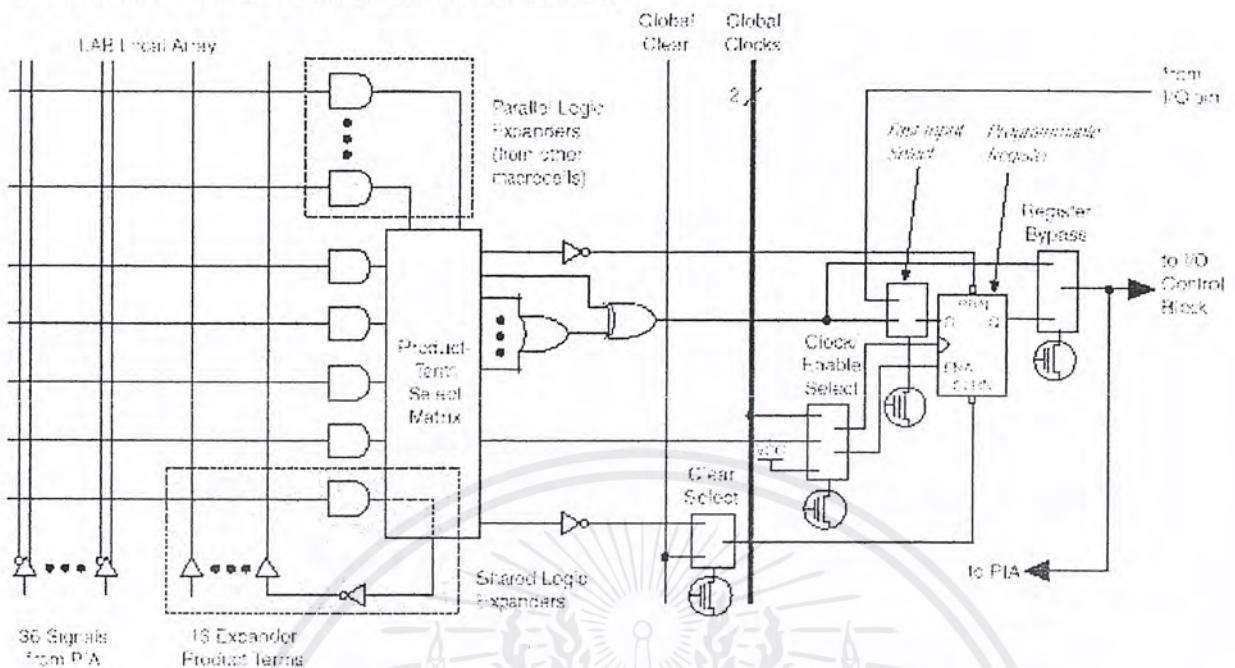 LAB Local Array
Global
Clear
Global
Clocks
2
from
I/O pin
Parallel Logic
Expanders
(from other
macrocells)
Fast Input
Select
Programmable
Register
Register
Bypass
to I/O
Control
Block
PRN
D
Q
ENA
CLRN
Clock/
Enable
Select
Product-
Term
Select
Matrix
VCC
Clear
Select
to PIA
Shared Logic
Expanders
36 Signals
from PIA
16 Expander
Product Terms